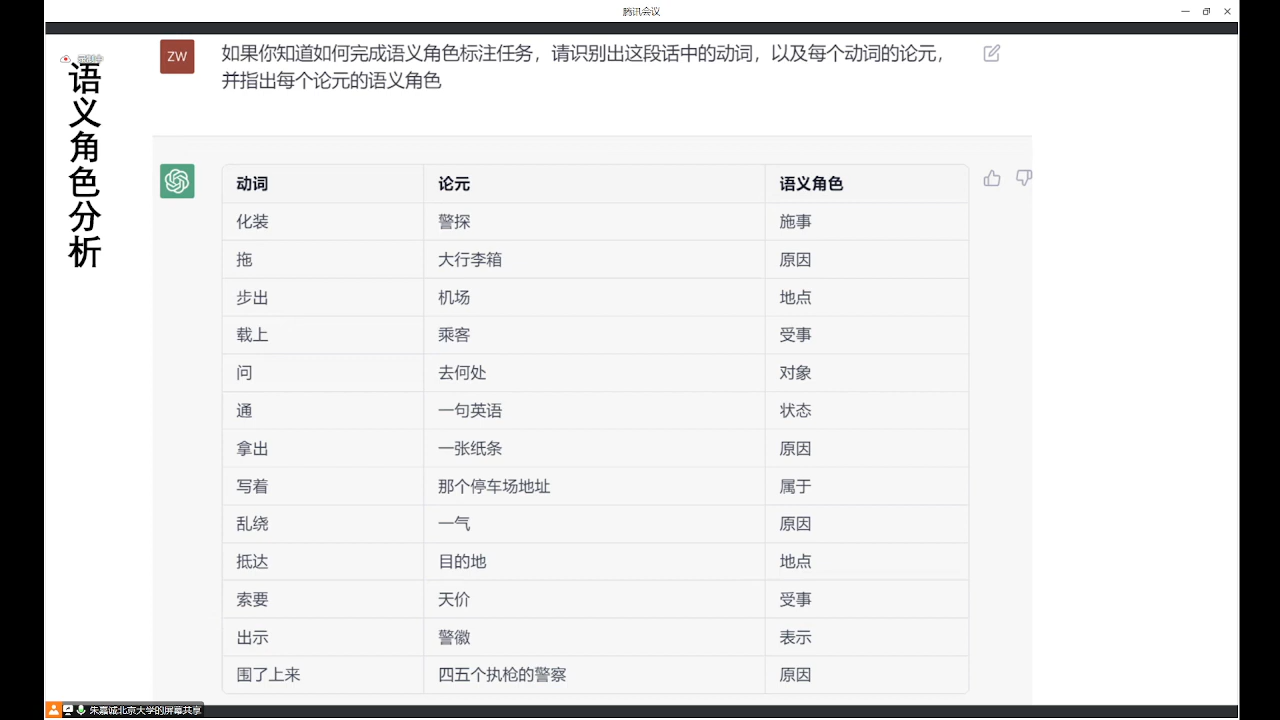 腾讯会议
语义角色分析
ZW
如果你知道如何完成语义角色标注任务，请识别出这段话中的动词，以及每个动词的论元，
并指出每个论元的语义角色
动词 论元 语义角色
化装 警探 施事
拖 大行李箱 原因
步出 机场 地点
载上 乘客 受事
问 去何处 对象
通 一句英语 状态
拿出 一张纸条 原因
写着 那个停车场地址 属于
乱绕 一气 原因
抵达 目的地 地点
索要 天价 受事
出示 警徽 表示
围了上来 四五个执枪的警察 原因
朱嘉诚北京大学的屏幕共享